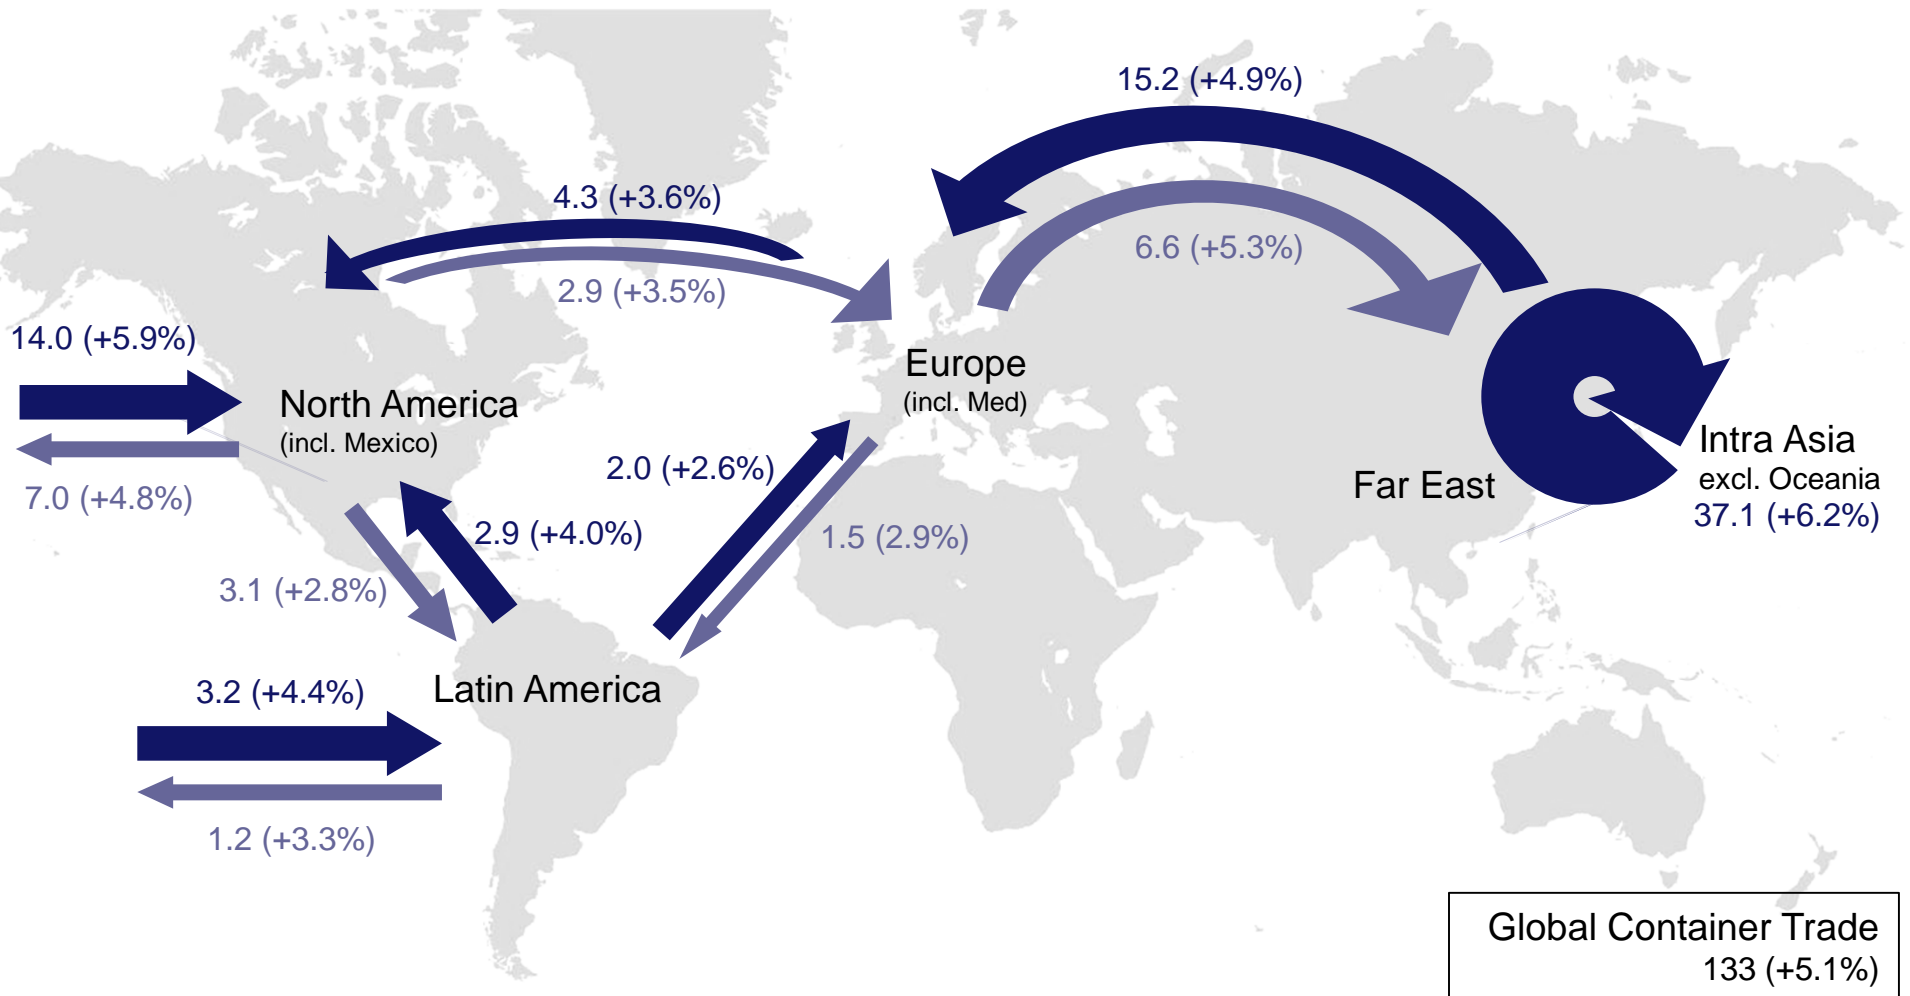 15.2 (+4.9%)
4.3 (+3.6%)
6.6 (+5.3%)
2.9 (+3.5%)
14.0 (+5.9%)
Europe
(incl. Med)
North America
(incl. Mexico)
Intra Asia
excl. Oceania
37.1 (+6.2%)
2.0 (+2.6%)
Far East
7.0 (+4.8%)
2.9 (+4.0%)
1.5 (2.9%)
3.1 (+2.8%)
3.2 (+4.4%)
Latin America
1.2 (+3.3%)
Global Container Trade
133 (+5.1%)